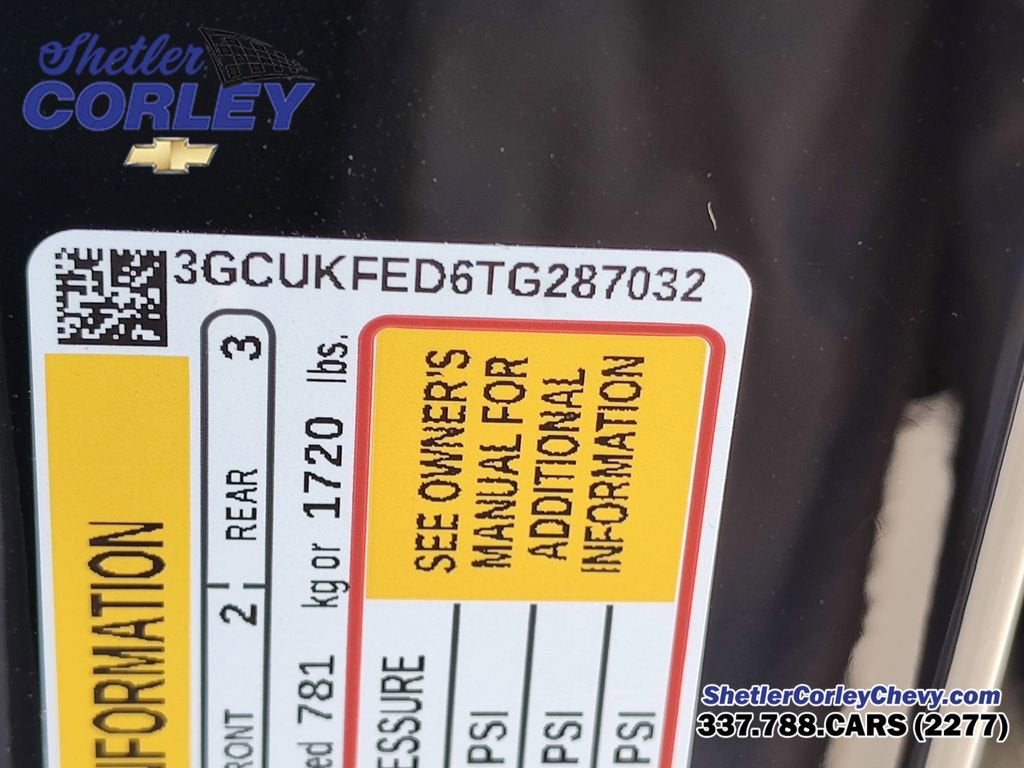 Shetler
CORLEY
3GCUKFED6TG287032
NFORMATION
RONT 2 REAR 3
ed 781 kg or 1720 lbs.
ESSURE
PSI
PSI
PSI
SEE OWNER'S
MANUAL FOR
ADDITIONAL
INFORMATION
ShetlerCorleyChevy.com
337.788.CARS (2277)